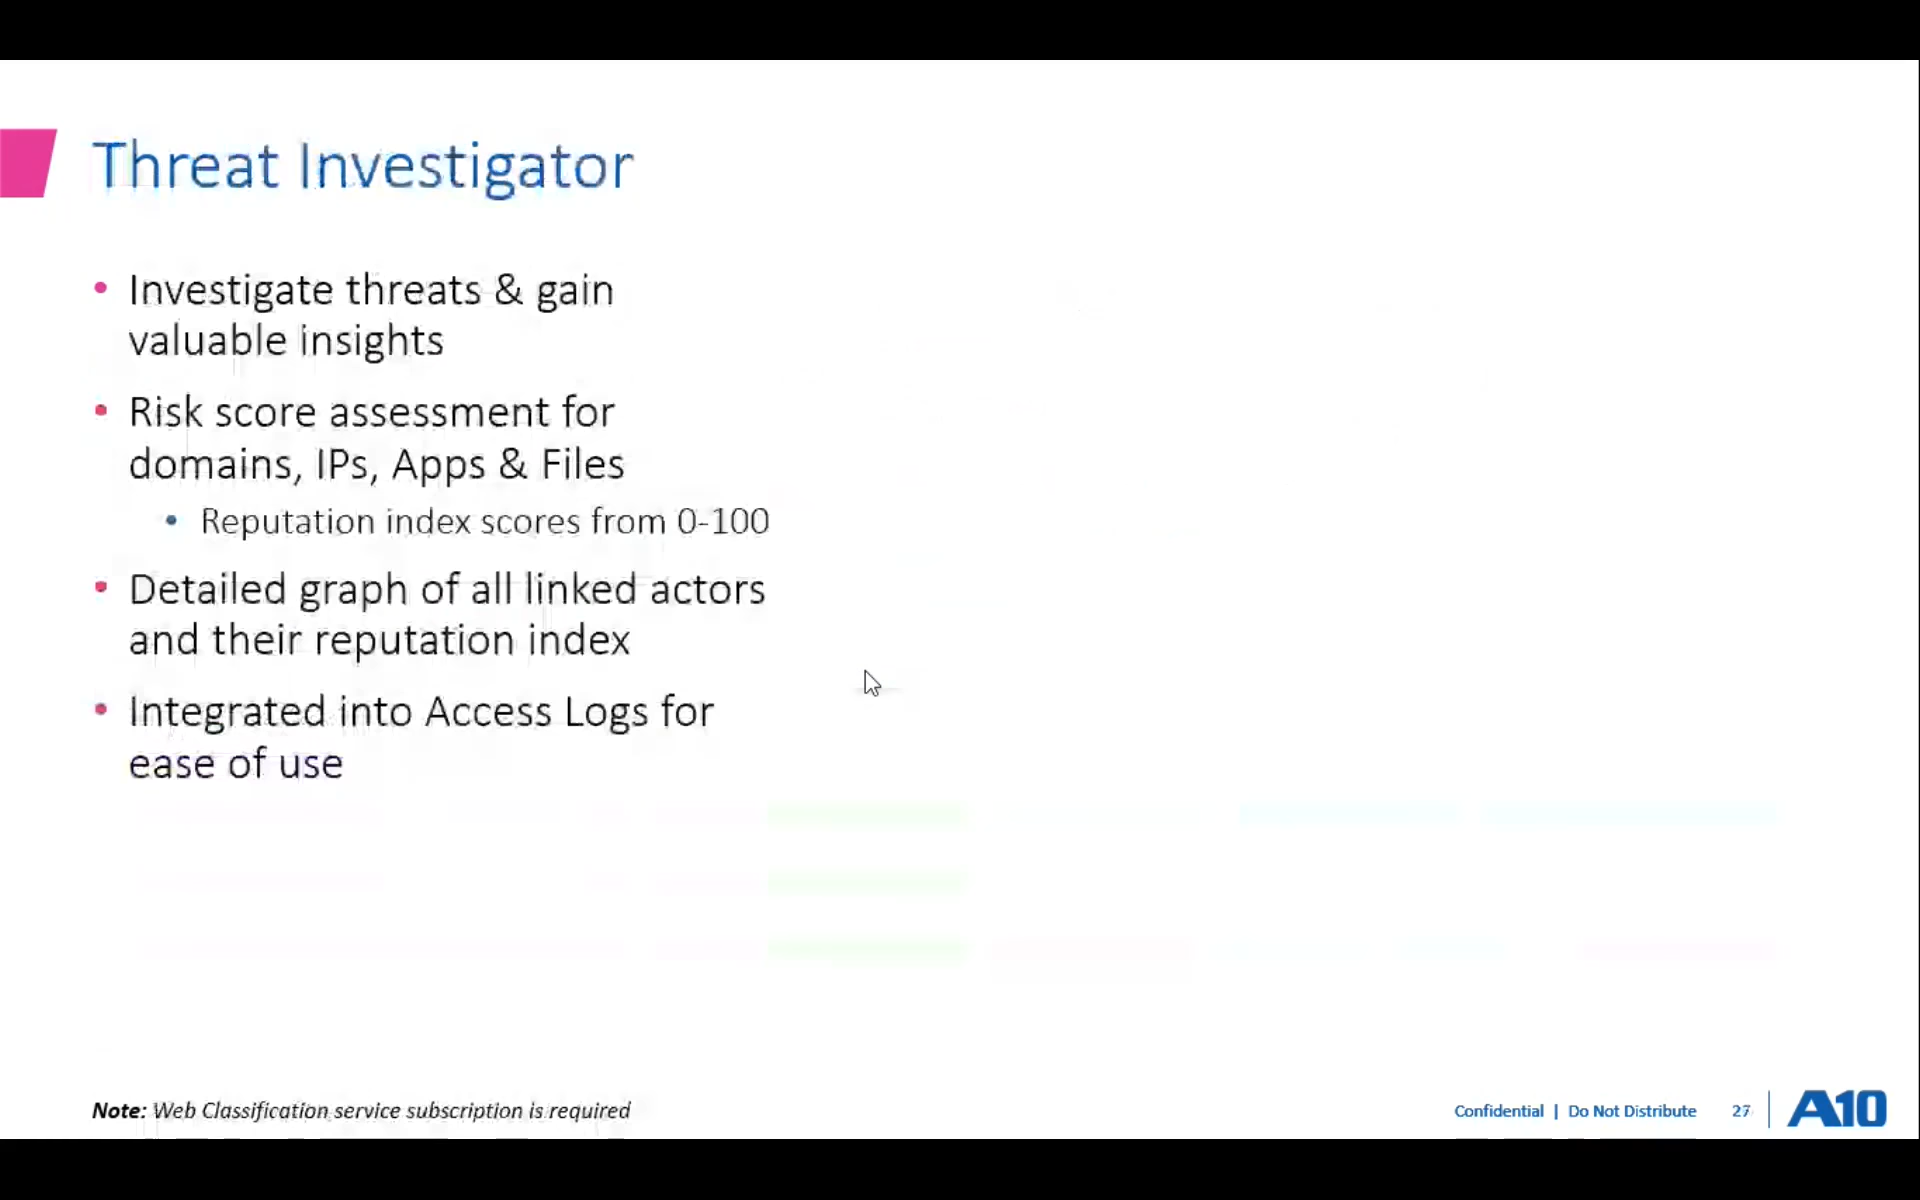 Threat Investigator
• Investigate threats & gain
valuable insights
• Risk score assessment for
domains, IPs, Apps & Files
• Reputation index scores from 0-100
• Detailed graph of all linked actors
and their reputation index
• Integrated into Access Logs for
ease of use
Note: Web Classification service subscription is required
Confidential | Do Not Distribute 27 A10